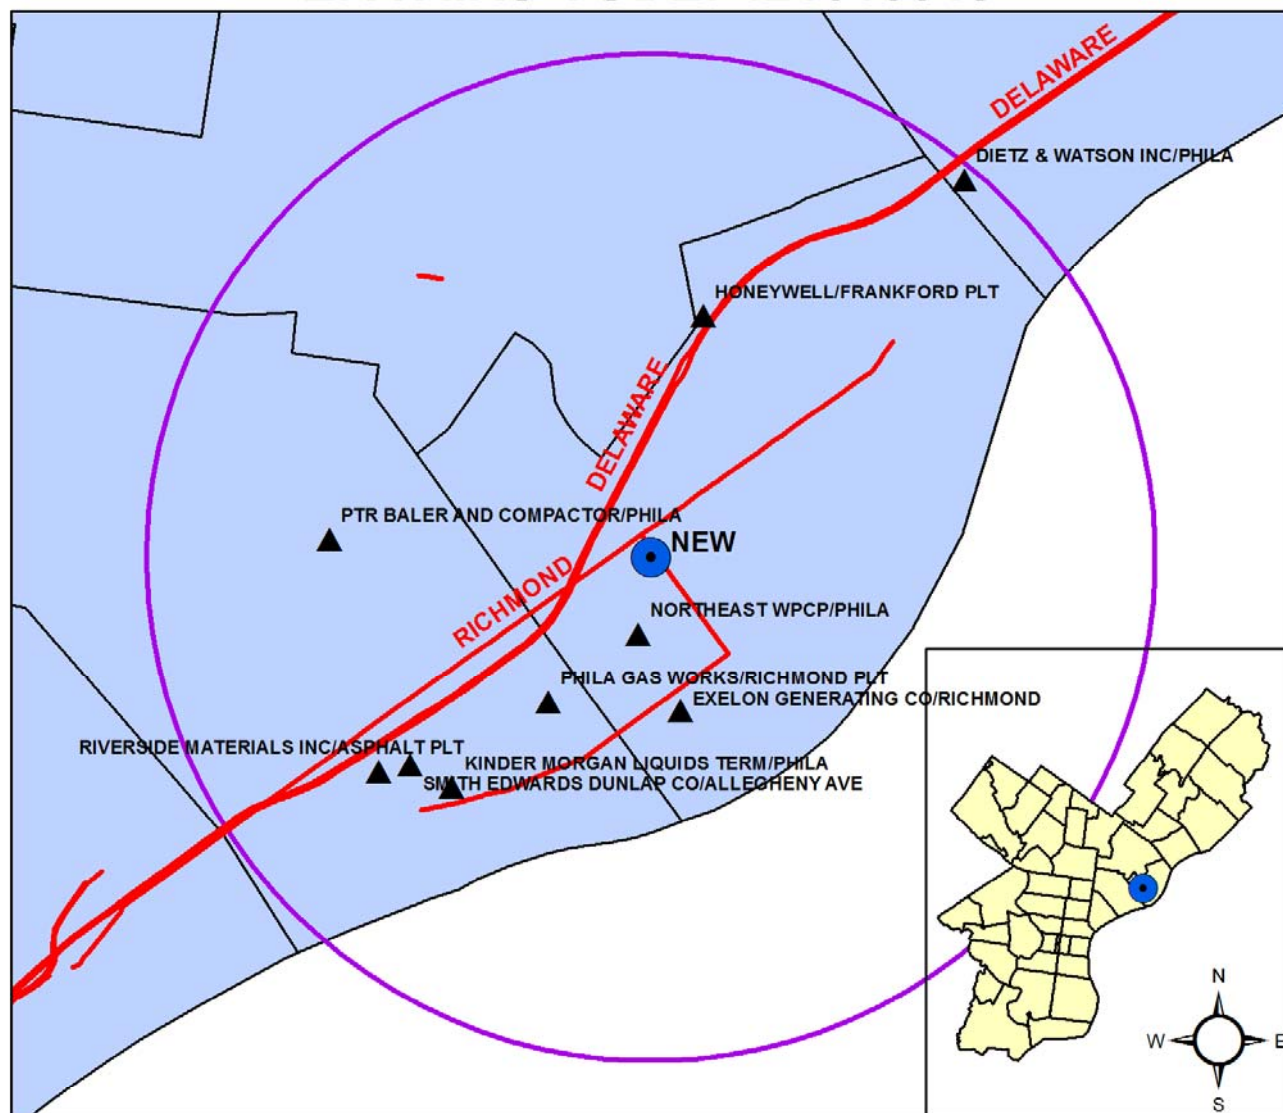 DELAWARE
DIETZ & WATSON INC/PHILA
HONEYWELL/FRANKFORD PLT
DELAWARE
PTR BALER AND COMPACTOR/PHILA
NEW
RICHMOND
NORTHEAST WPCP/PHILA
PHILA GAS WORKS/RICHMOND PLT
EXELON GENERATING CO/RICHMOND
RIVERSIDE MATERIALS INC/ASPHALT PLT
KINDER MORGAN LIQUIDS TERM/PHILA
SMITH EDWARDS DUNLAP CO/ALLEGHENY AVE
N
W
E
S